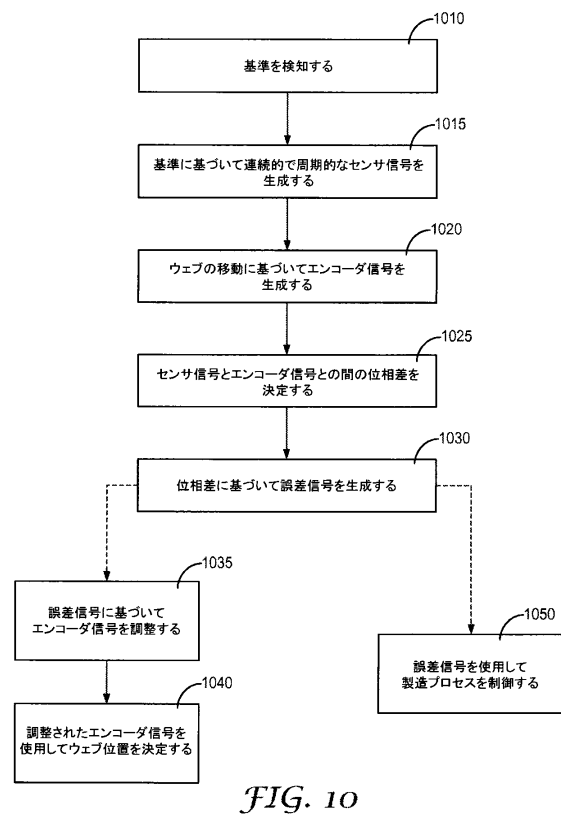 1010
基準を検知する
1015
基準に基づいて連続的で周期的なセンサ信号を
生成する
1020
ウェブの移動に基づいてエンコーダ信号を
生成する
1025
センサ信号とエンコーダ信号との間の位相差を
決定する
1030
位相差に基づいて誤差信号を生成する
1035
誤差信号に基づいて
エンコーダ信号を調整する
1040
調整されたエンコーダ信号を
使用してウェブ位置を決定する
1050
誤差信号を使用して
製造プロセスを制御する
FIG. 10